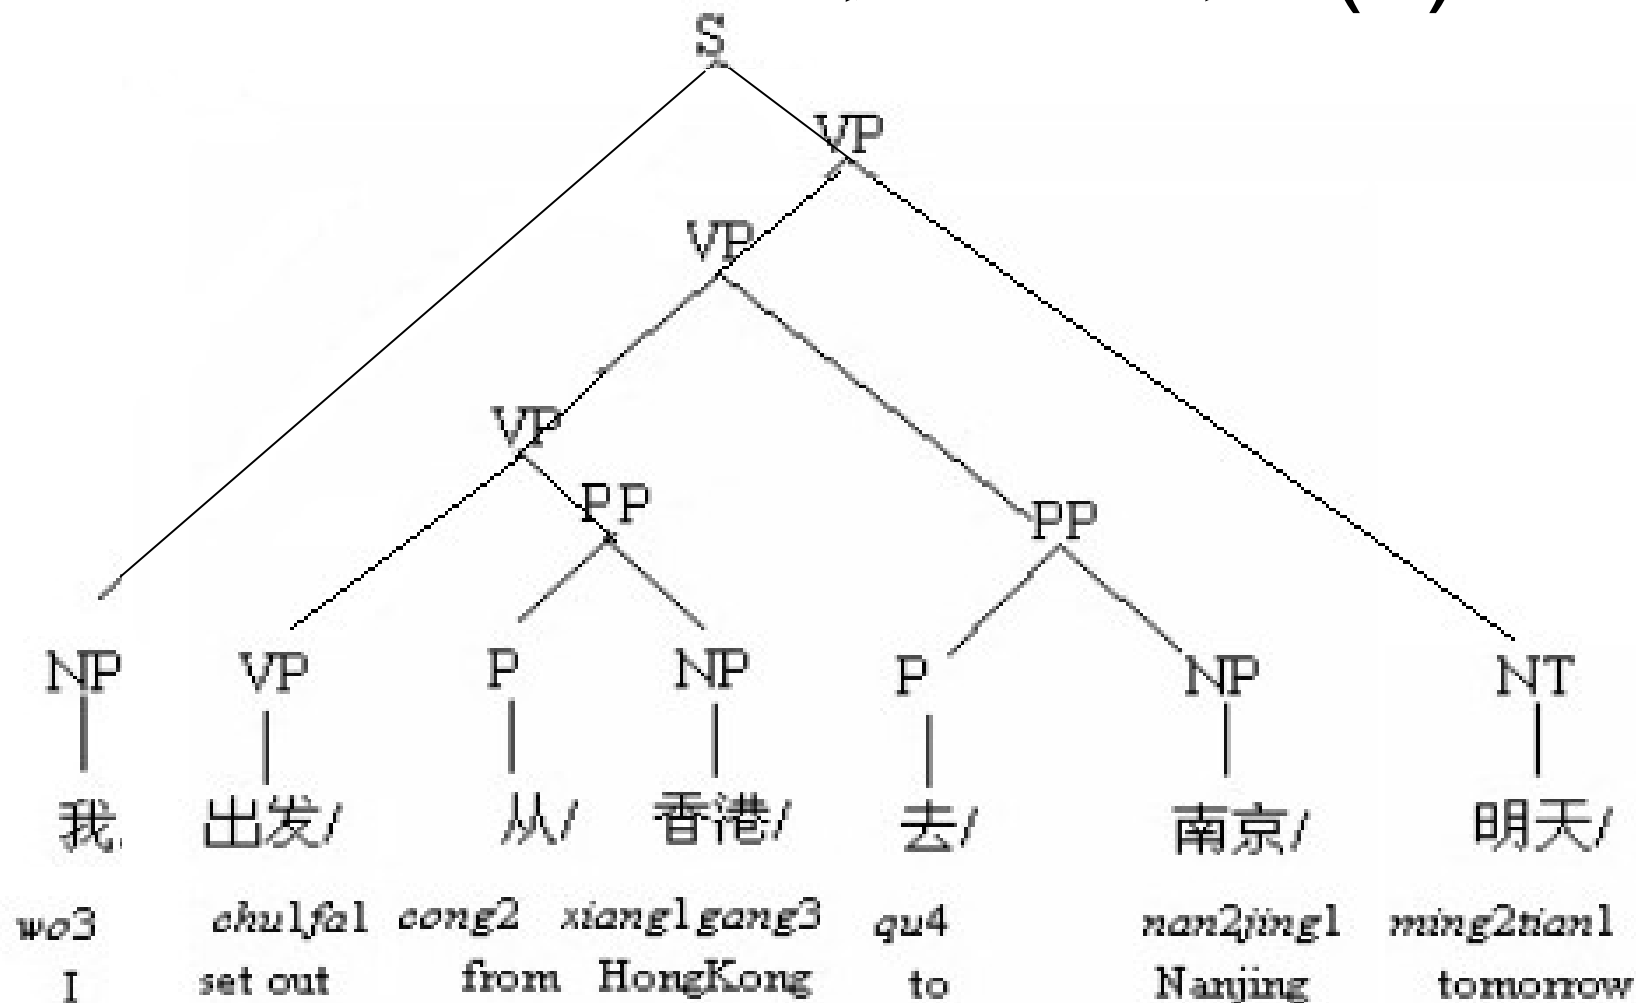 S
VP
VP
VP
PP
PP
NP VP P NP P NP NT
我 出发/ 从/ 香港/ 去/ 南京/ 明天/
wo3 chu1fa1 cong2 xiang1gang3 qu4 nan2jing1 ming2tian1
I set out from HongKong to Nanjing tomorrow